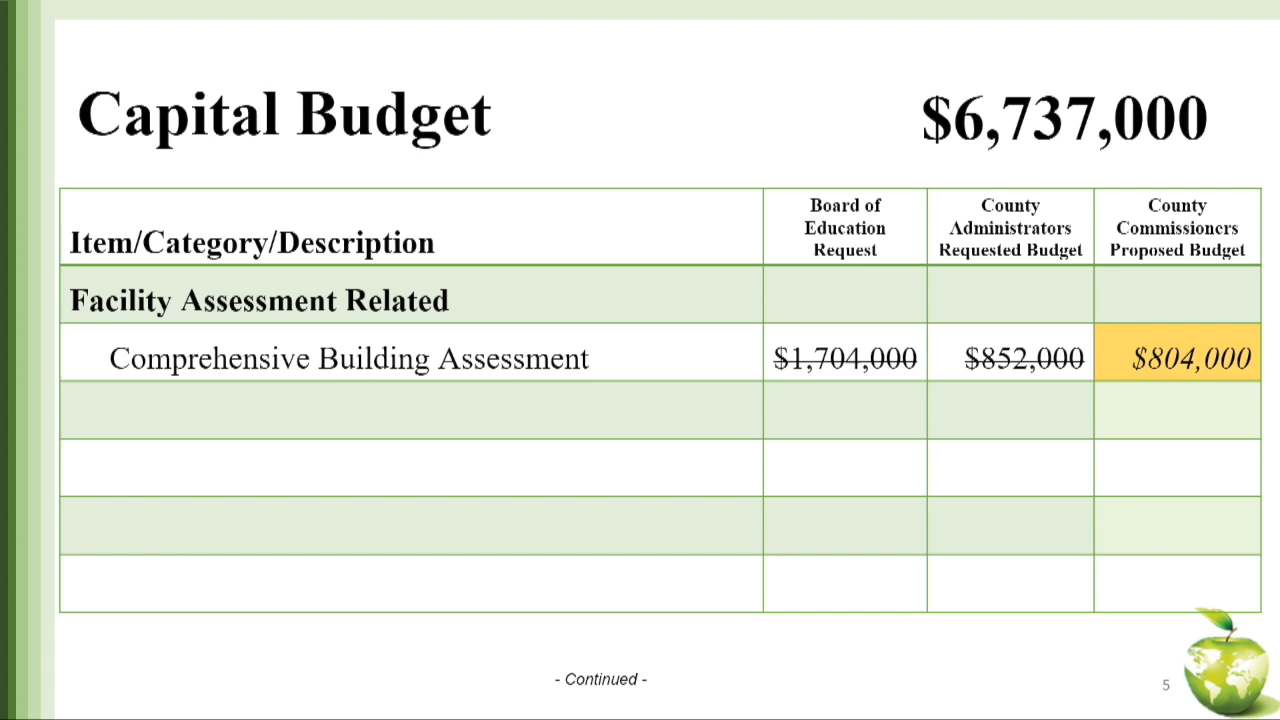 Capital Budget $6,737,000
Item/Category/Description
Board of
Education
Request
County
Administrators
Requested Budget
County
Commissioners
Proposed Budget
Facility Assessment Related
Comprehensive Building Assessment $1,704,000 $852,000 $804,000
- Continued -
5